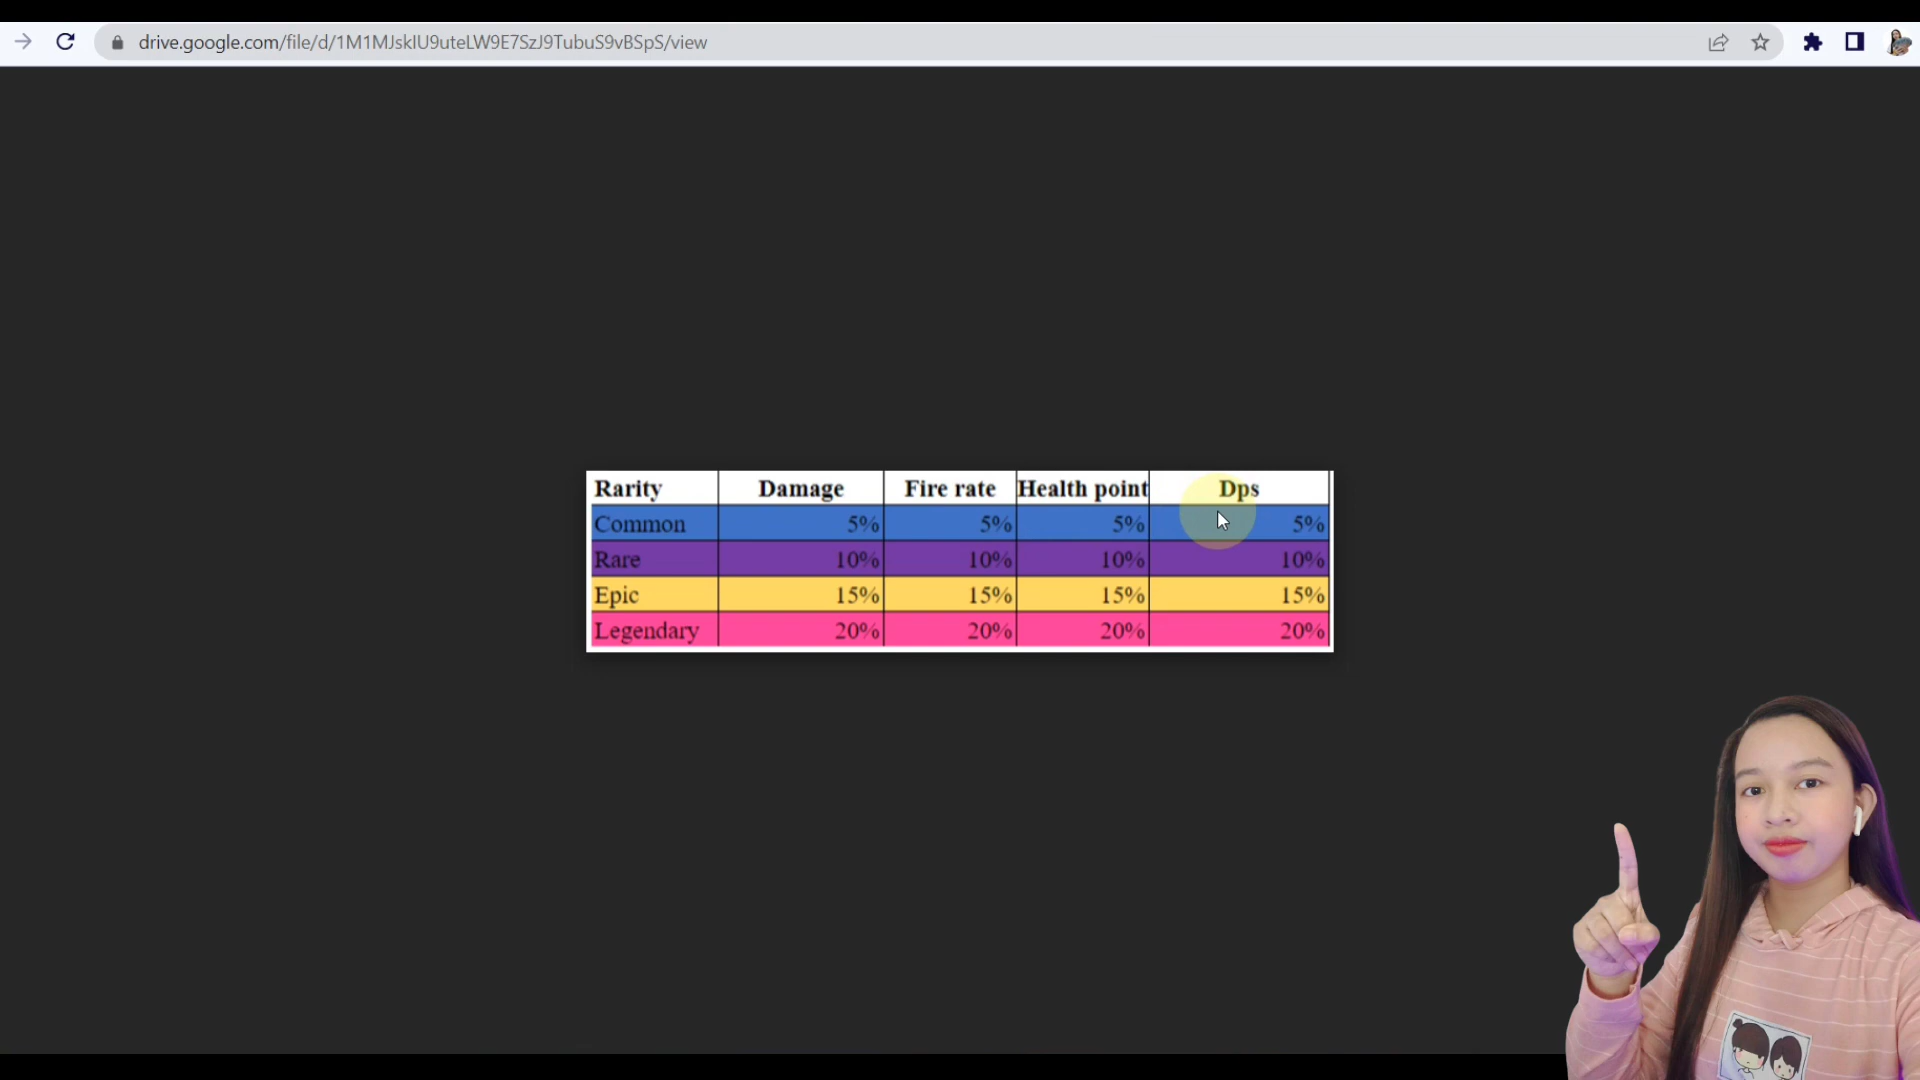 drive.google.com/file/d/1M1MJsklU9uteLW9E7SzJ9TubuS9vBSpS/view
Rarity Damage Fire rate Health point Dps
Common 5% 5% 5% 5%
Rare 10% 10% 10% 10%
Epic 15% 15% 15% 15%
Legendary 20% 20% 20% 20%